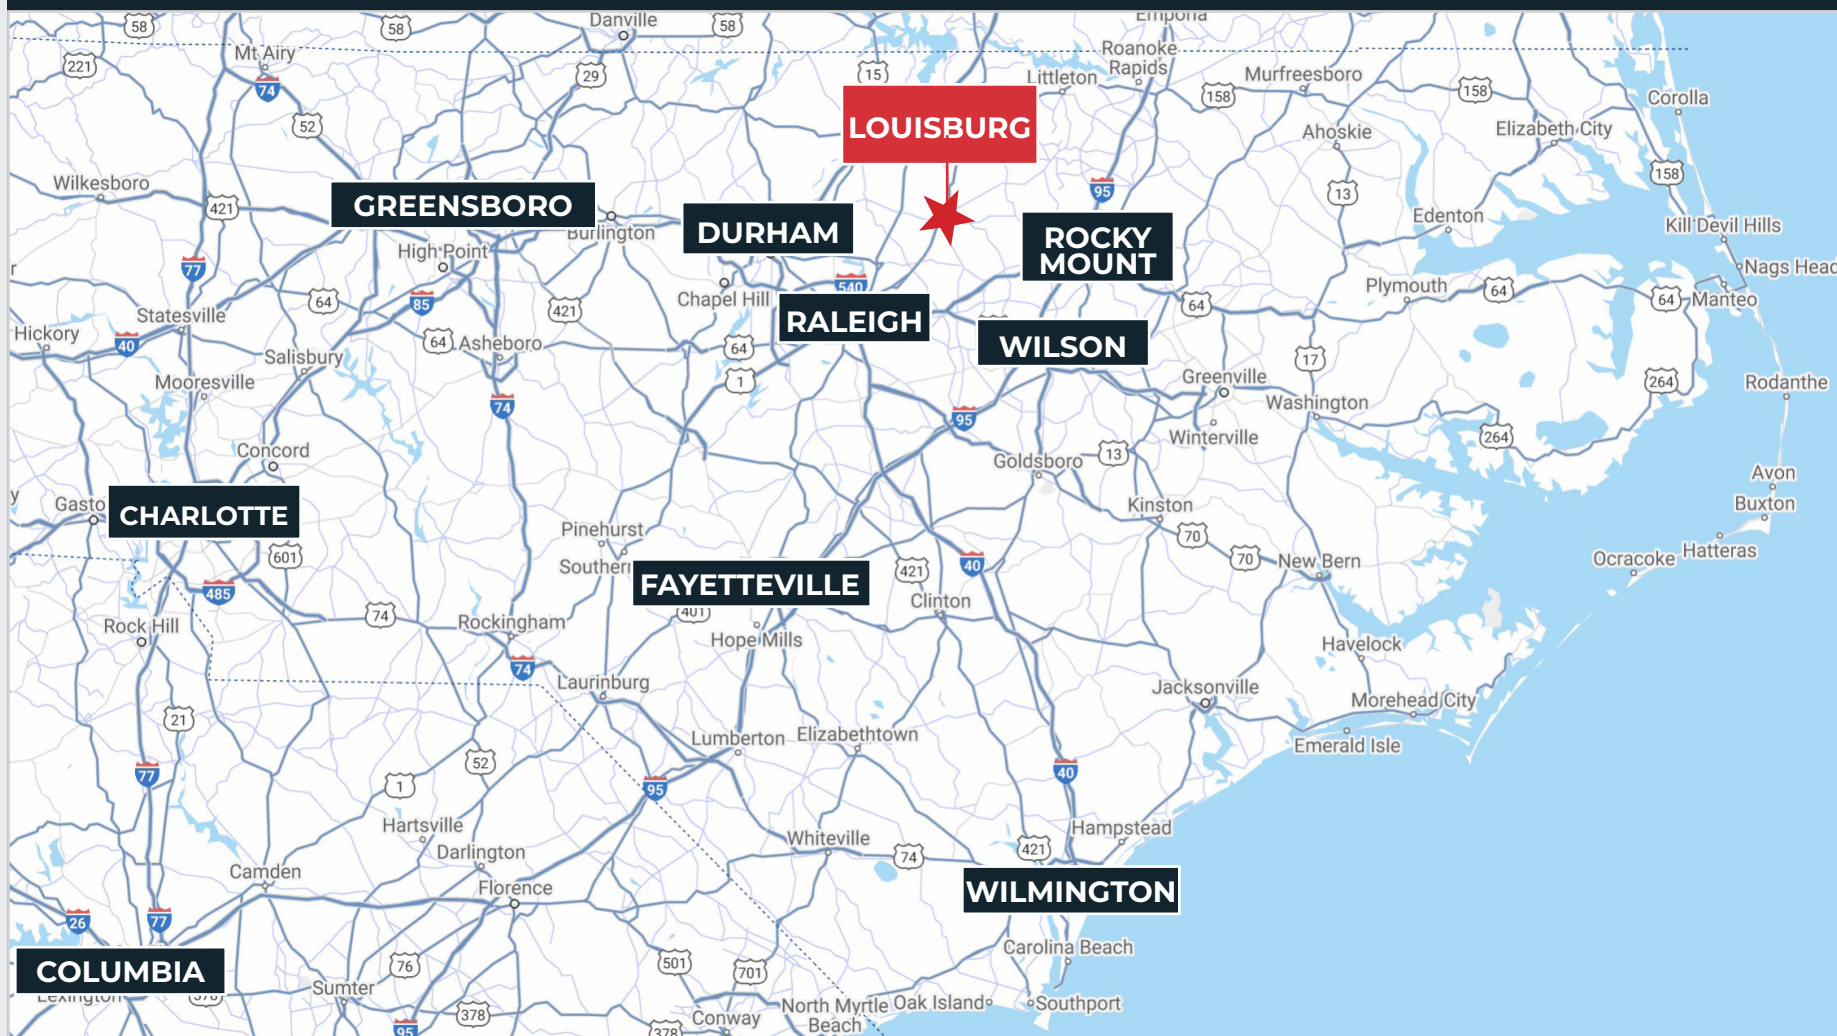 58
58
Danville
58
Emporia
221
Mt Airy
74
29
15
Roanoke
Rapids
Littleton
158
Murfreesboro
158
Corolla
52
LOUISBURG
Ahoskie
Elizabeth City
Wilkesboro
421
GREENSBORO
95
13
158
Burlington
DURHAM
ROCKY
MOUNT
Edenton
Kill Devil Hills
High Point
77
85
64
421
Chapel Hill
540
64
Plymouth
64
64
Nags Head
Manteo
Statesville
RALEIGH
Hickory
40
64
Asheboro
64
WILSON
17
Salisbury
Mooresville
1
Greenville
264
Rodanthe
74
95
Washington
Winterville
264
Concord
Goldsboro
13
Avon
Buxton
Gasto
CHARLOTTE
Pinehurst
Kinston
70
70
601
Southern
421
40
New Bern
Ocracoke
Hatteras
485
FAYETTEVILLE
Clinton
Rock Hill
74
Rockingham
401
Hope Mills
Havelock
74
Laurinburg
Jacksonville
Morehead City
21
Lumberton
Elizabethtown
Emerald Isle
77
52
1
95
40
Hartsville
Whiteville
Hampstead
Darlington
74
421
Camden
Florence
WILMINGTON
26
77
COLUMBIA
Lexington
378
76
501
701
Carolina Beach
Sumter
378
95
Conway
378
North Myrtle
Beach
Oak Island
Southport